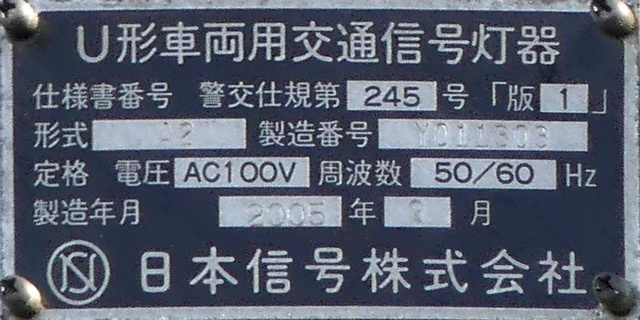 U形車両用交通信号灯器
仕様書番号 警交仕規第 245 号「版 1」
形式 A2 製造番号 Y011303
定格 電圧 AC100V 周波数 50/60 Hz
製造年月 2005 年 月
日本信号株式会社